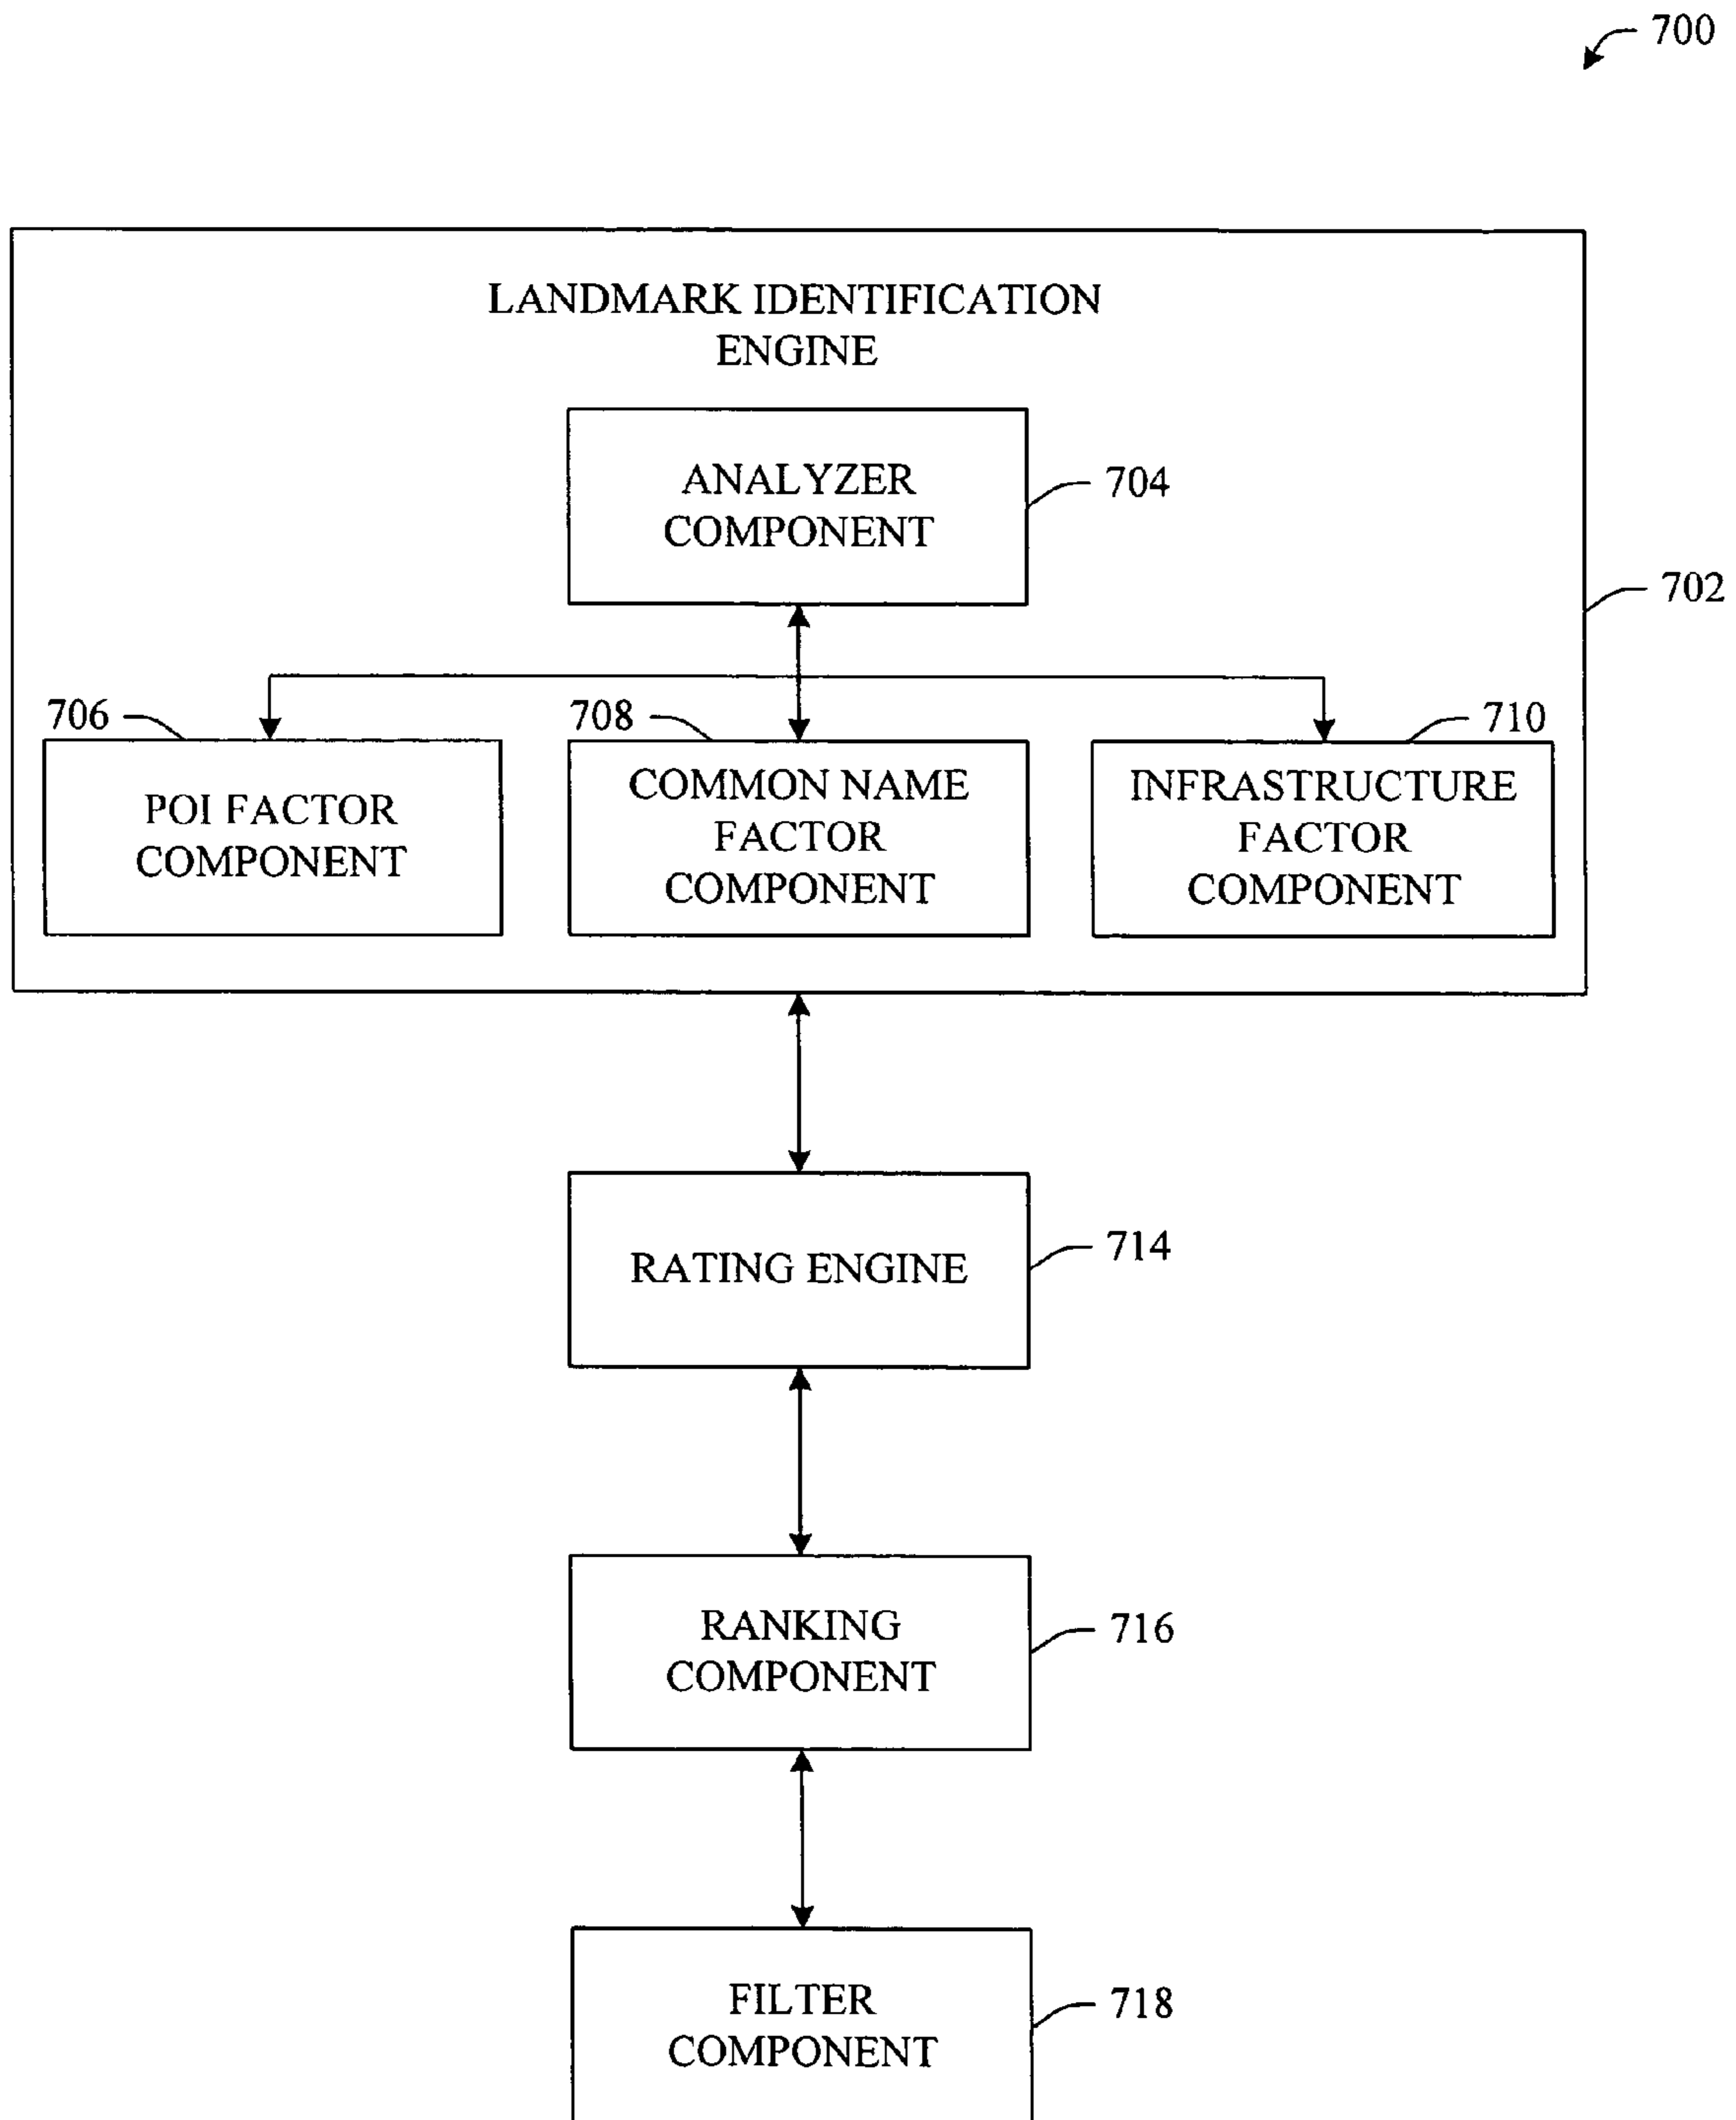 700
LANDMARK IDENTIFICATION
ENGINE
ANALYZER
COMPONENT
704
702
706
708
710
POI FACTOR
COMPONENT
COMMON NAME
FACTOR
COMPONENT
INFRASTRUCTURE
FACTOR
COMPONENT
RATING ENGINE
714
RANKING
COMPONENT
716
FILTER
COMPONENT
718